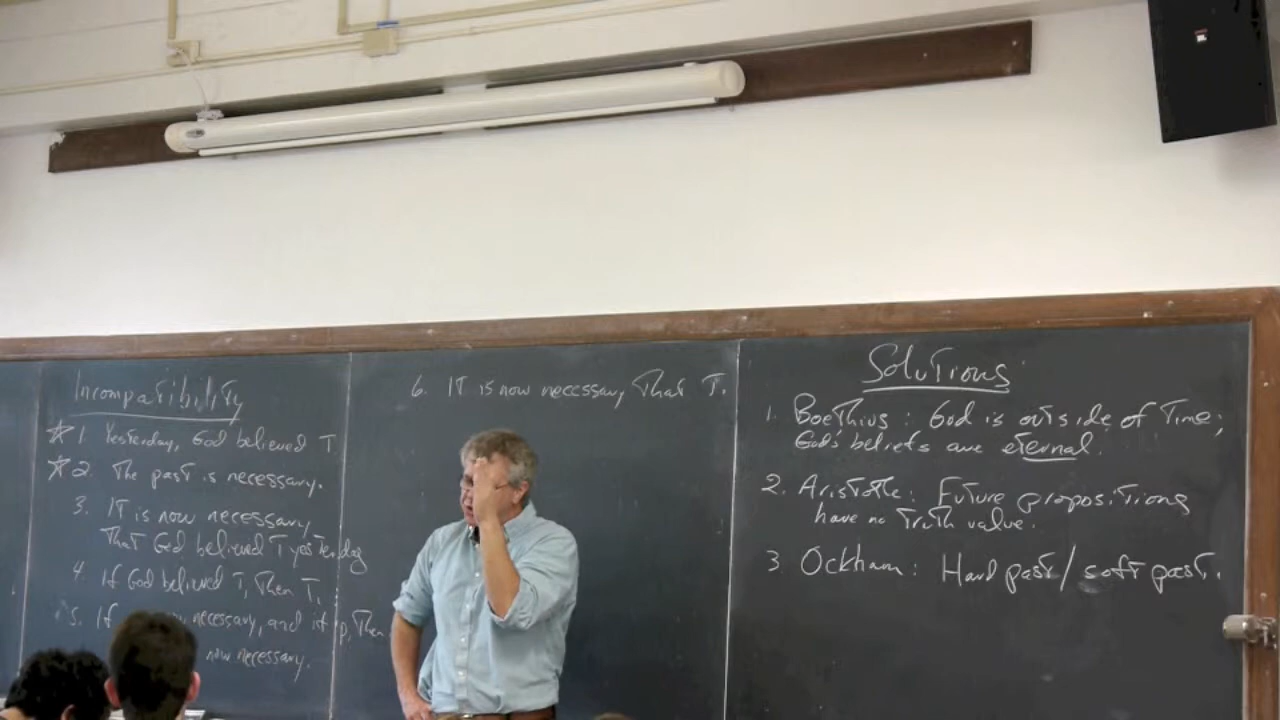 Incompatibility
☆ 1. Yesterday, God believed T
☆ 2. The past is necessary.
3. IT is now necessary
That God believed T yesterday
4. If God believed T, Then T.
5. If necessary, and if p, Then
now necessary.
6. IT is now necessary That T.
Solutions
1. Boethius: God is outside of Time;
God's beliefs are eternal.
2. Aristotle: Future propositions
have no Truth value.
3 Ockham: Hard past/soft past.